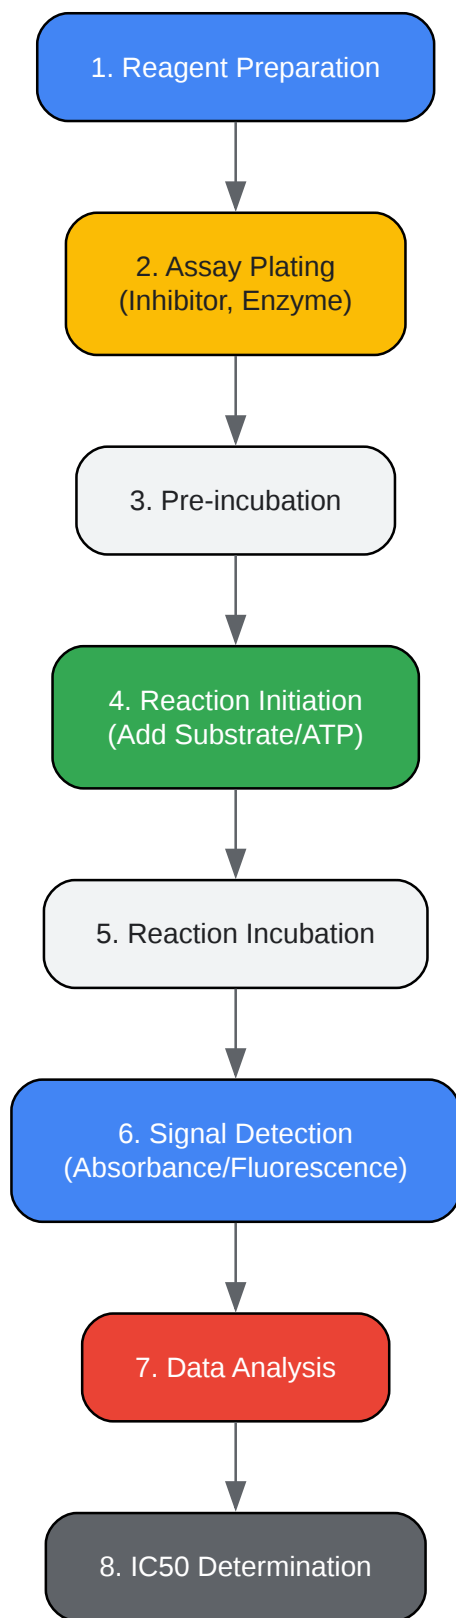 1. Reagent Preparation
2. Assay Plating
(Inhibitor, Enzyme)
3. Pre-incubation
4. Reaction Initiation
(Add Substrate/ATP)
5. Reaction Incubation
6. Signal Detection
(Absorbance/Fluorescence)
7. Data Analysis
8. IC50 Determination